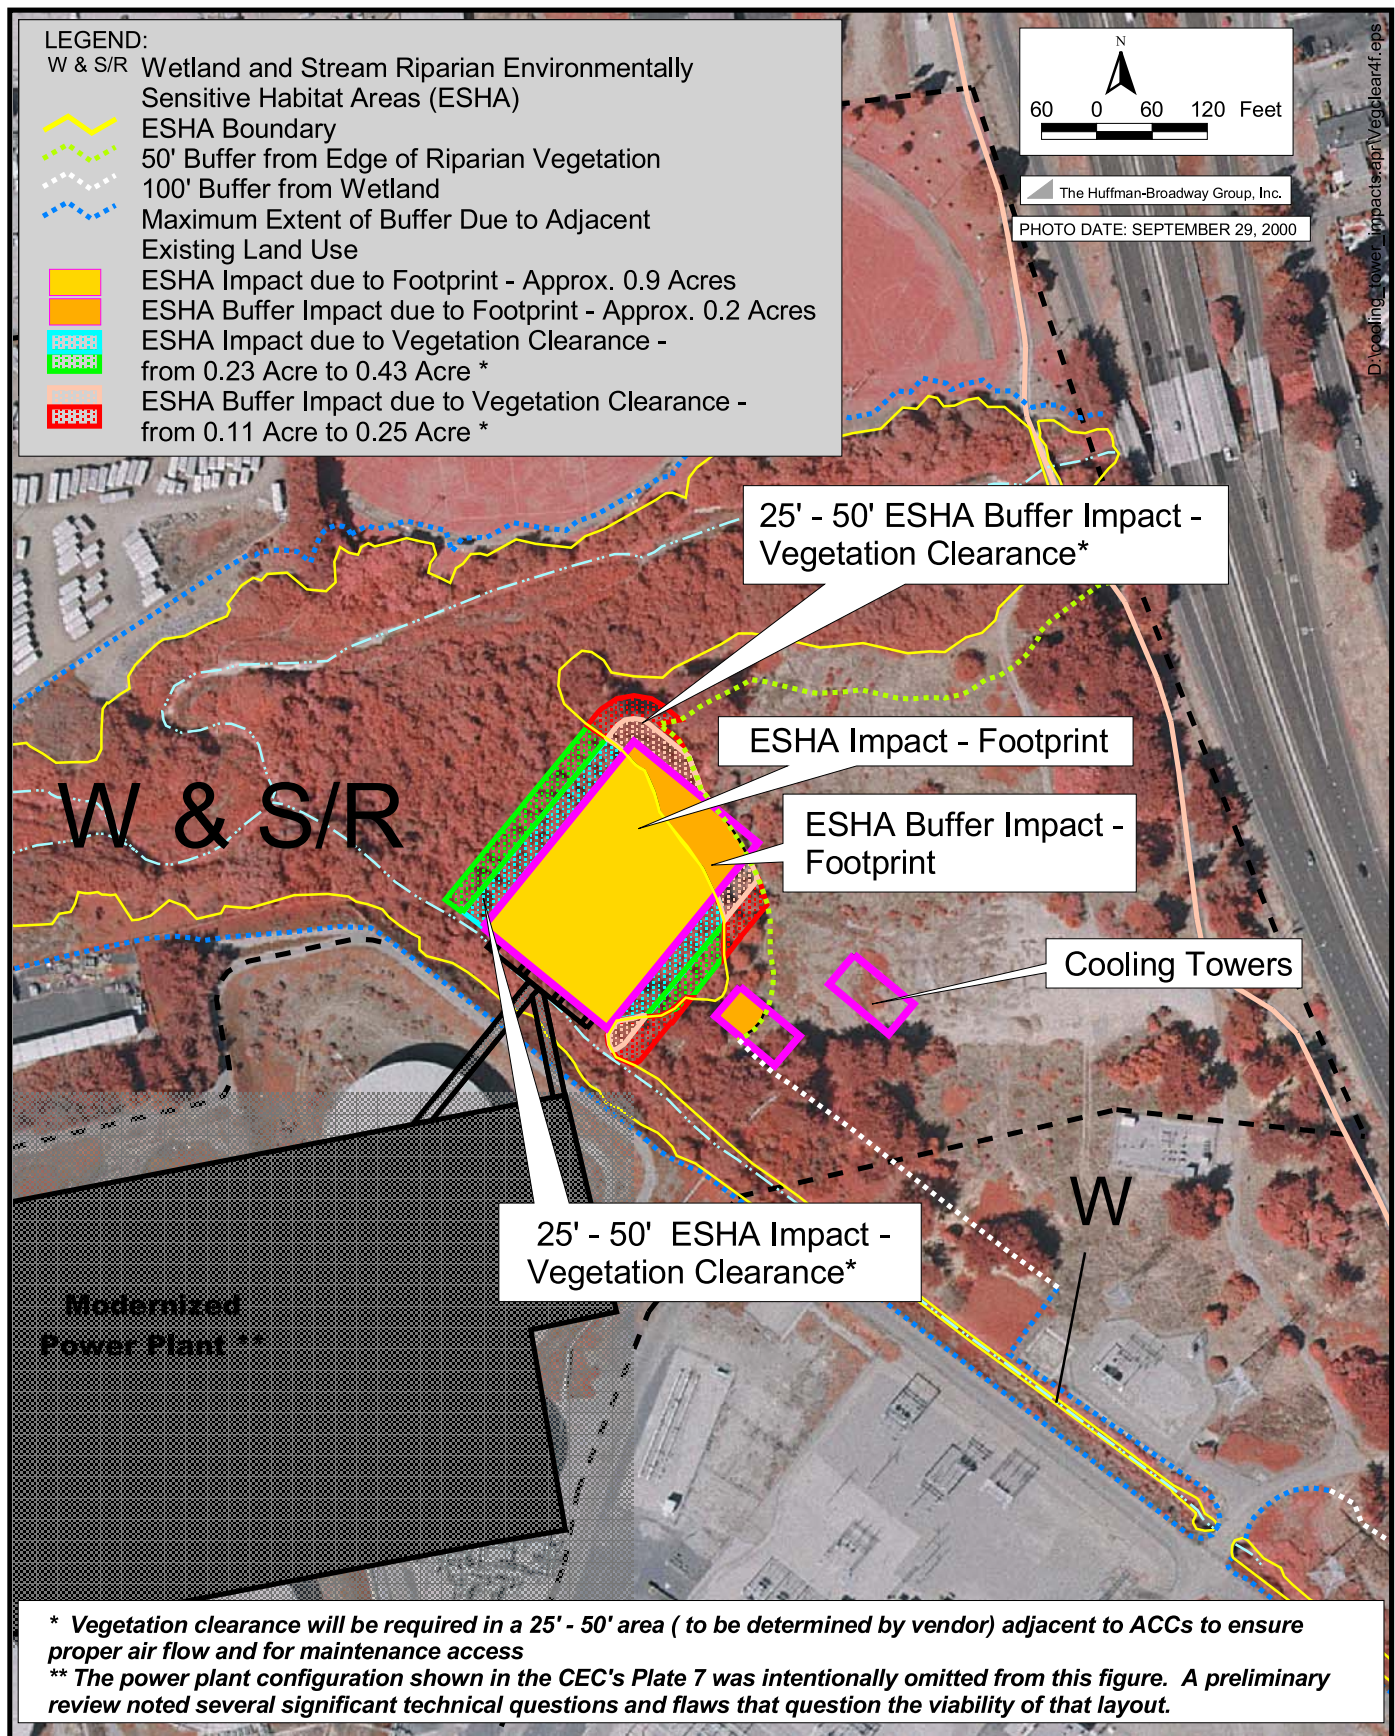 LEGEND:
W & S/R Wetland and Stream Riparian Environmentally
Sensitive Habitat Areas (ESHA)
ESHA Boundary
50' Buffer from Edge of Riparian Vegetation
100' Buffer from Wetland
Maximum Extent of Buffer Due to Adjacent
Existing Land Use
ESHA Impact due to Footprint - Approx. 0.9 Acres
ESHA Buffer Impact due to Footprint - Approx. 0.2 Acres
ESHA Impact due to Vegetation Clearance -
from 0.23 Acre to 0.43 Acre *
ESHA Buffer Impact due to Vegetation Clearance -
from 0.11 Acre to 0.25 Acre *
N
60 0 60 120 Feet
The Huffman-Broadway Group, Inc.
PHOTO DATE: SEPTEMBER 29, 2000
D:\cooling_tower_impacts.apr\Vegclear4f.eps
25' - 50' ESHA Buffer Impact -
Vegetation Clearance*
ESHA Impact - Footprint
W & S/R
ESHA Buffer Impact -
Footprint
Cooling Towers
W
25' - 50' ESHA Impact -
Vegetation Clearance*
Modernized
Power Plant **
* Vegetation clearance will be required in a 25' - 50' area ( to be determined by vendor) adjacent to ACCs to ensure
proper air flow and for maintenance access
** The power plant configuration shown in the CEC's Plate 7 was intentionally omitted from this figure. A preliminary
review noted several significant technical questions and flaws that question the viability of that layout.